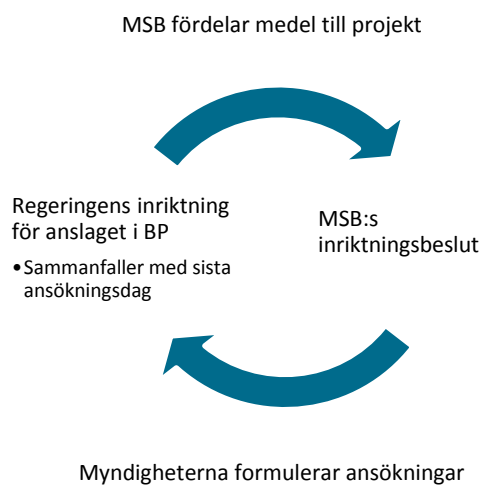 MSB fördelar medel till projekt
Regeringens inriktning
för anslaget i BP
•Sammanfaller med sista
ansökningsdag
MSB:s
inriktningsbeslut
Myndigheterna formulerar ansökningar